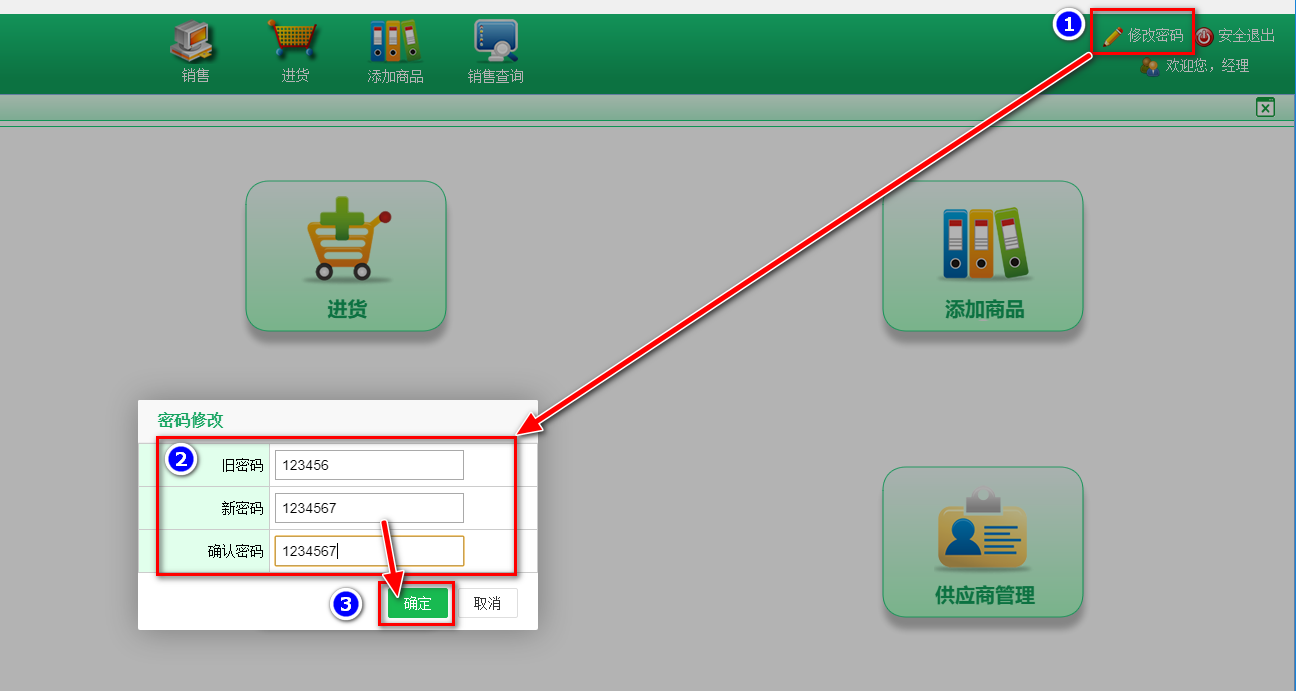 1
修改密码
安全退出
欢迎您，经理
销售
进货
添加商品
销售查询
进货
添加商品
密码修改
2
旧密码
123456
新密码
1234567
确认密码
1234567
3
确定
取消
供应商管理